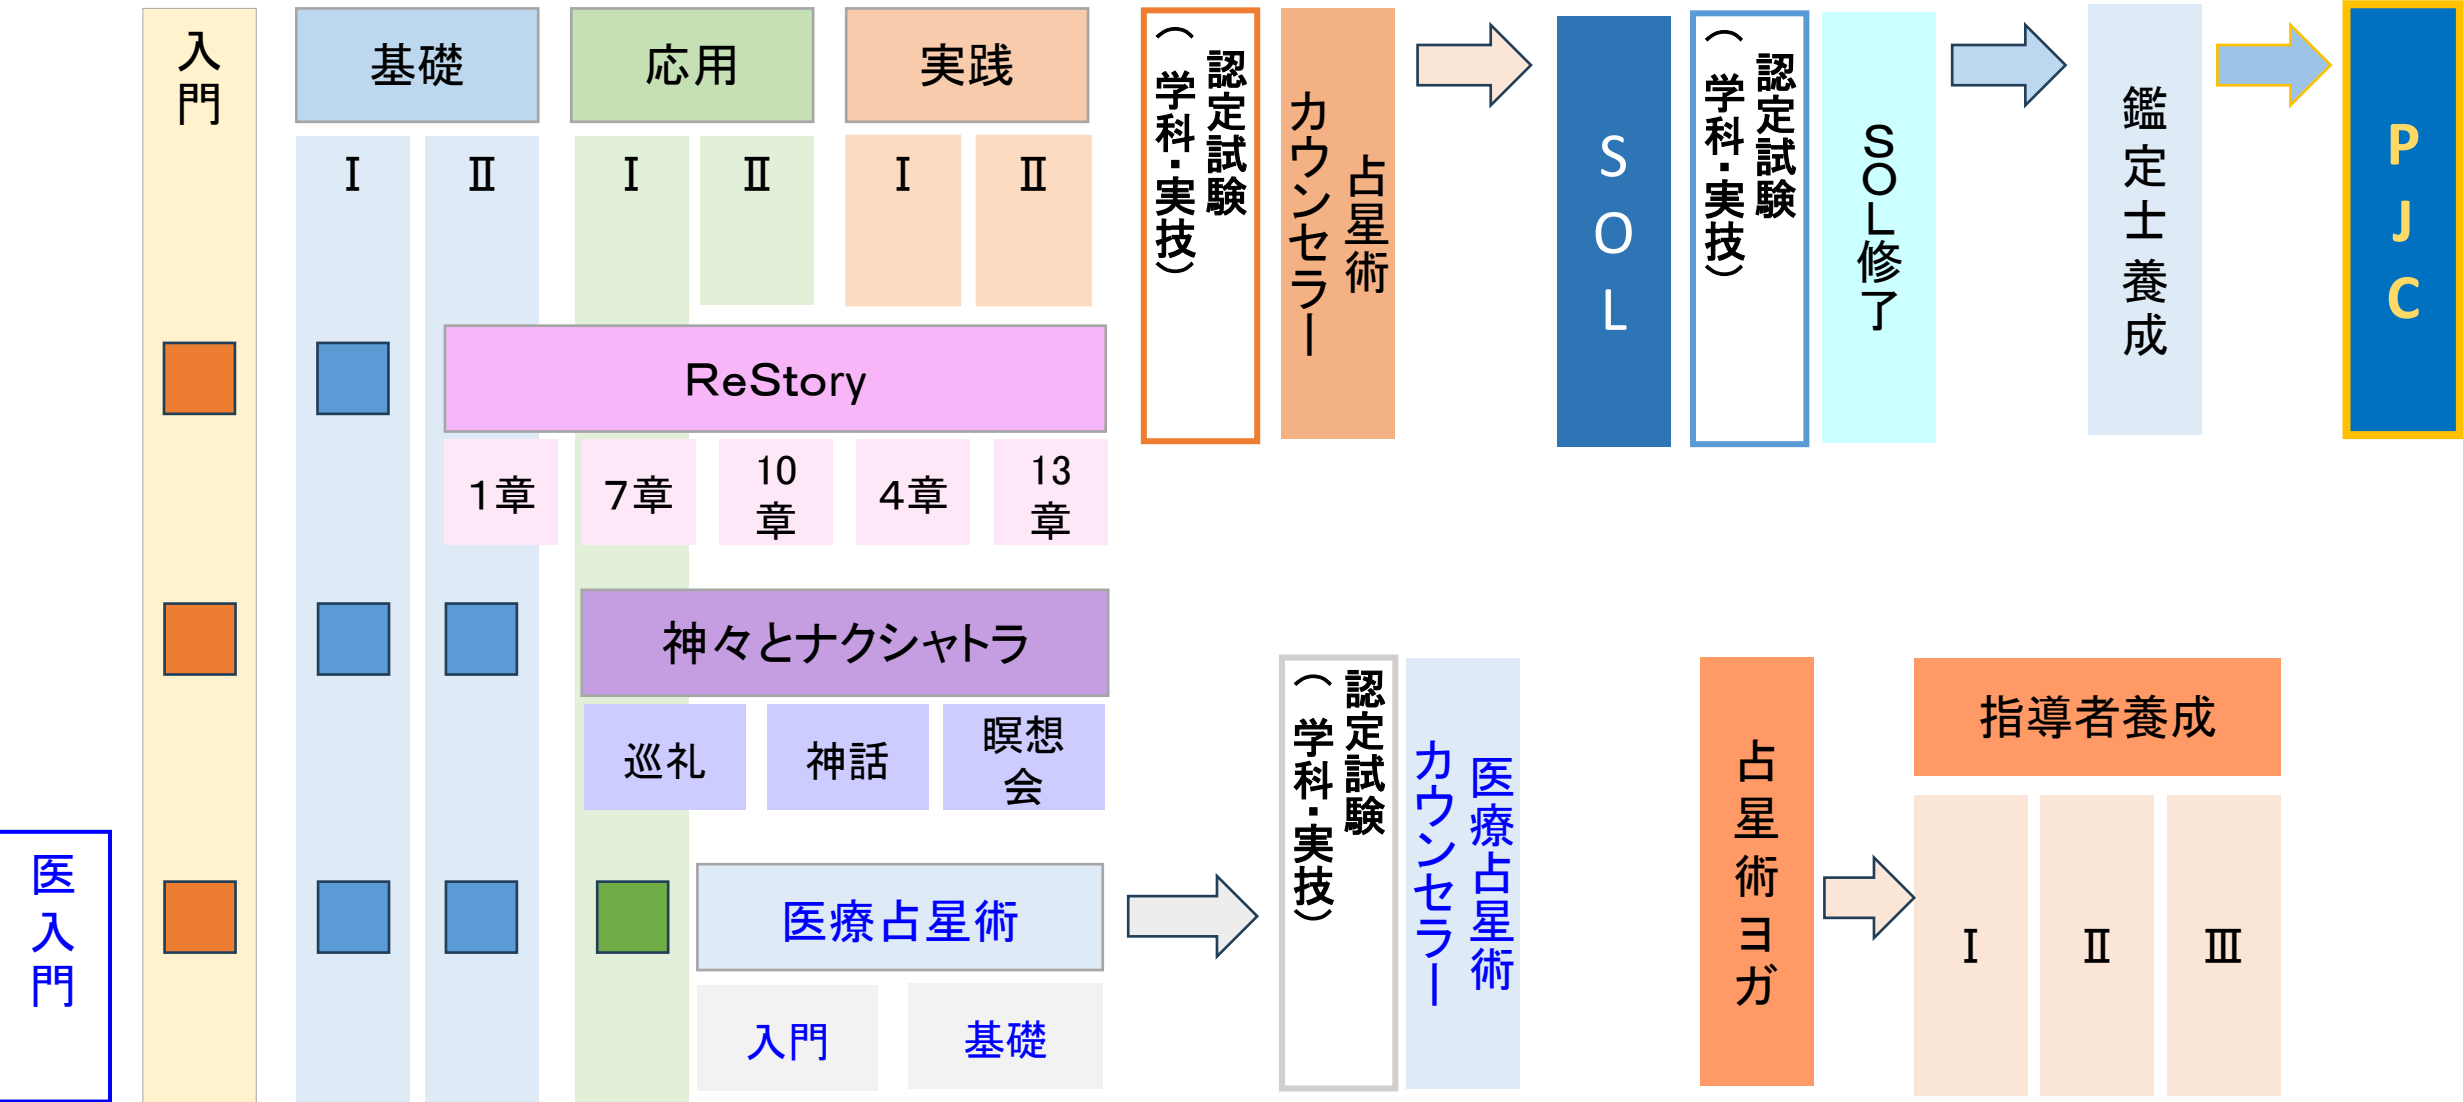 入門
基礎
応用
実践
Ⅰ
Ⅱ
Ⅰ
Ⅱ
Ⅰ
Ⅱ
認定試験
（学科・実技）
占星術
カウンセラー
SOL
認定試験
（学科・実技）
SOL修了
鑑定士養成
PJC
ReStory
1章
7章
10
章
4章
13
章
神々とナクシャトラ
巡礼
神話
瞑想
会
医入門
医療占星術
入門
基礎
認定試験
（学科・実技）
医療占星術
カウンセラー
占星術ヨガ
指導者養成
Ⅰ
Ⅱ
Ⅲ